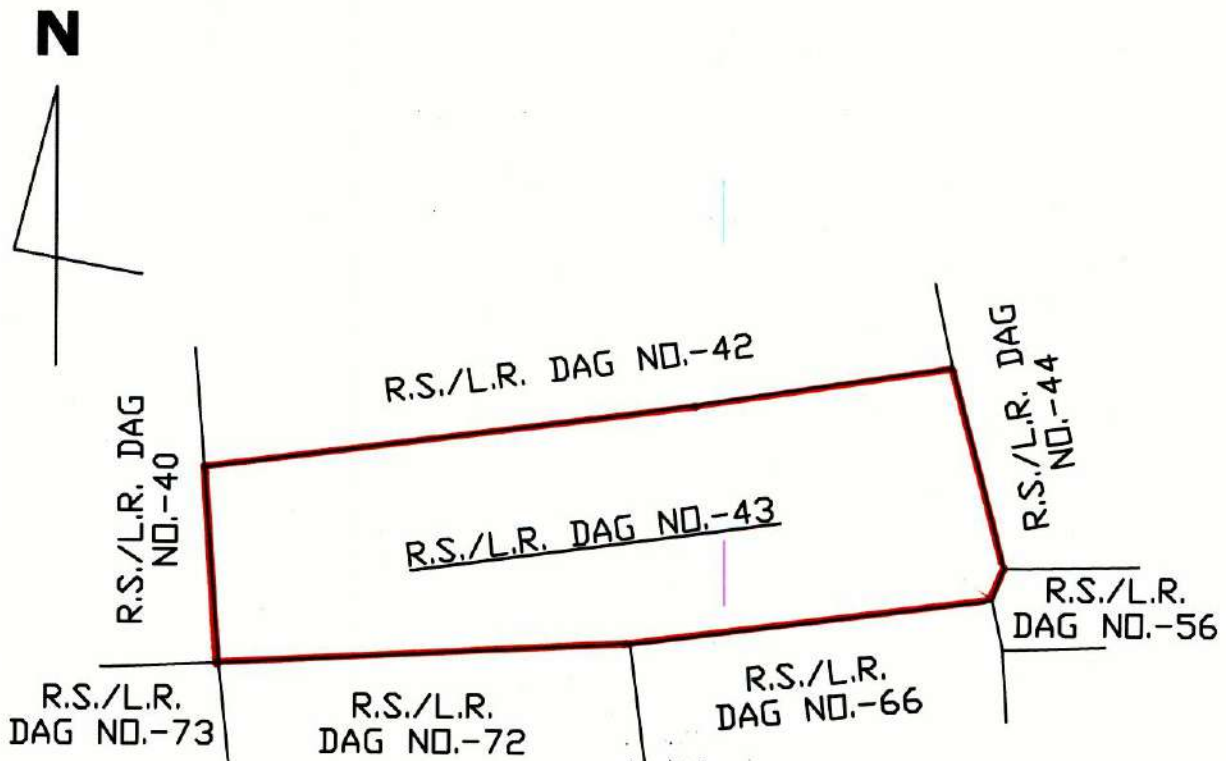 N
R.S./L.R. DAG NO.-42
R.S./L.R. DAG
NO.-40
R.S./L.R. DAG
NO.-44
R.S./L.R. DAG NO.-43
R.S./L.R.
DAG NO.-56
R.S./L.R.
DAG NO.-73
R.S./L.R.
DAG NO.-72
R.S./L.R.
DAG NO.-66